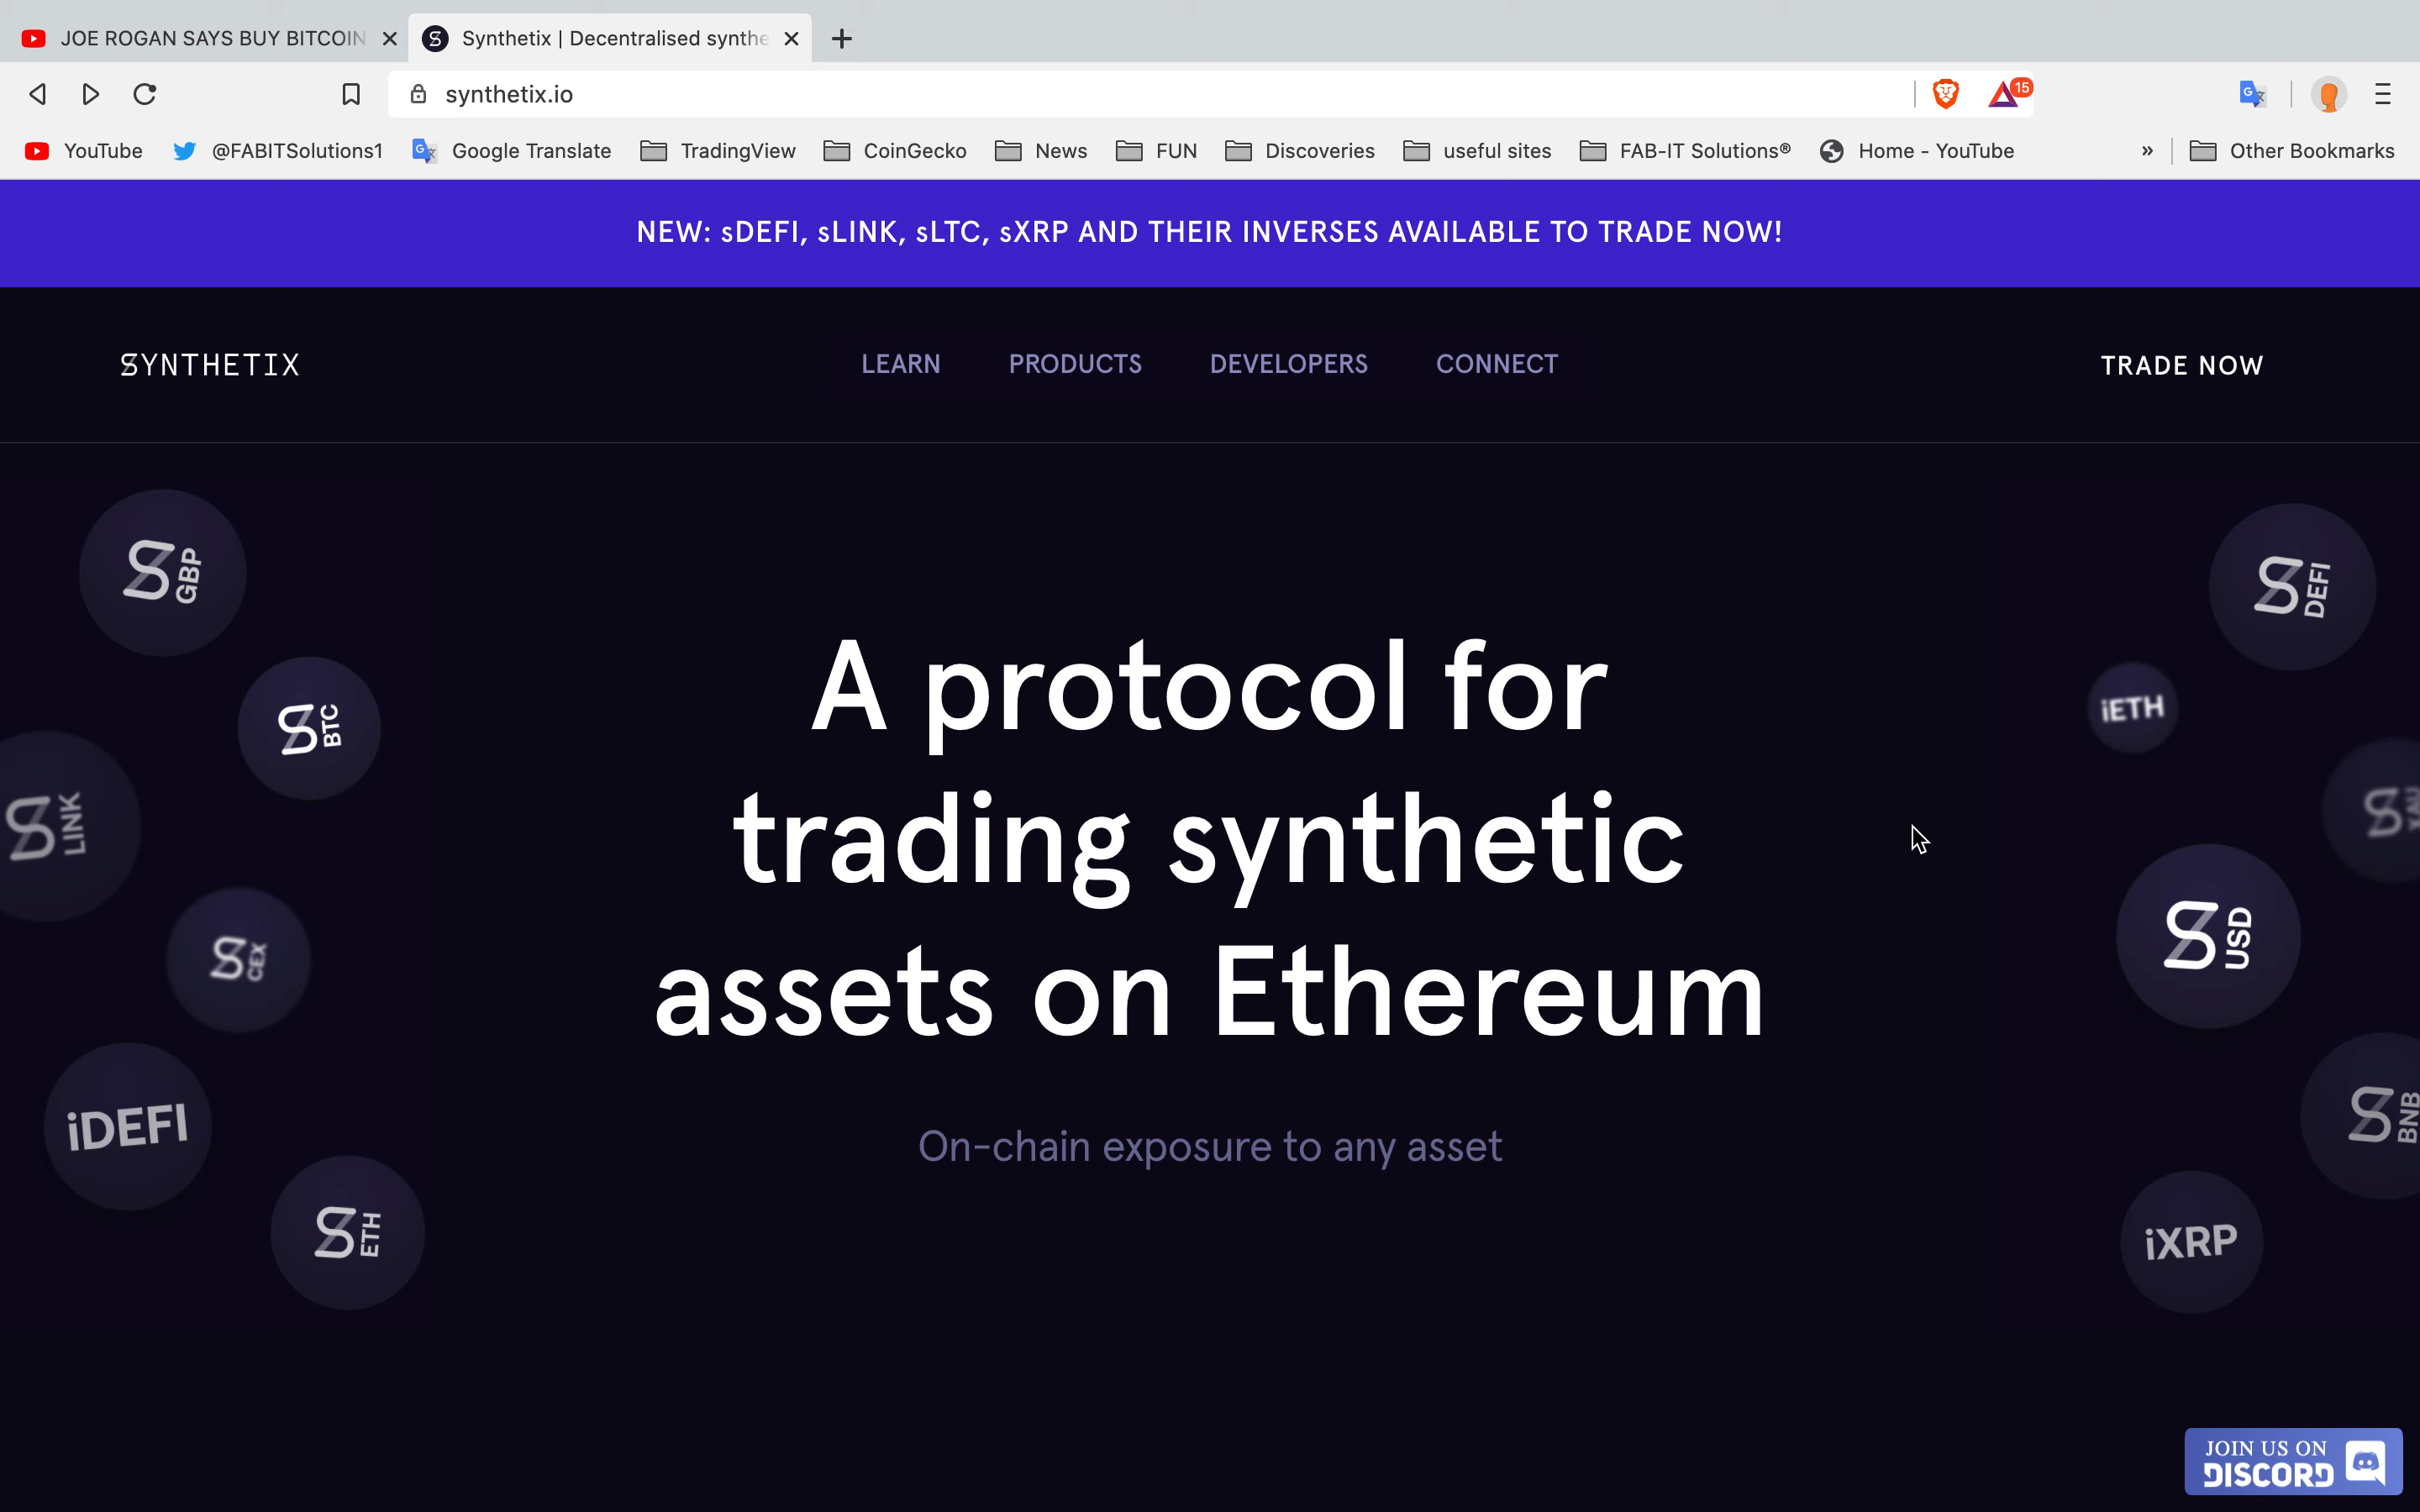 JOE ROGAN SAYS BUY BITCOIN
Synthetix | Decentralised synthe
synthetix.io
15
YouTube
@FABITSolutions1
Google Translate
TradingView
CoinGecko
News
FUN
Discoveries
useful sites
FAB-IT Solutions®
Home - YouTube
»
Other Bookmarks
NEW: sDEFI, sLINK, sLTC, sXRP AND THEIR INVERSES AVAILABLE TO TRADE NOW!
SYNTHETIX
LEARN
PRODUCTS
DEVELOPERS
CONNECT
TRADE NOW
S GBP
S DEFI
S BTC
iETH
S LINK
S XAU
S CEX
S USD
iDEFI
S BNB
S ETH
iXRP
A protocol for
trading synthetic
assets on Ethereum
On-chain exposure to any asset
JOIN US ON
DISCORD